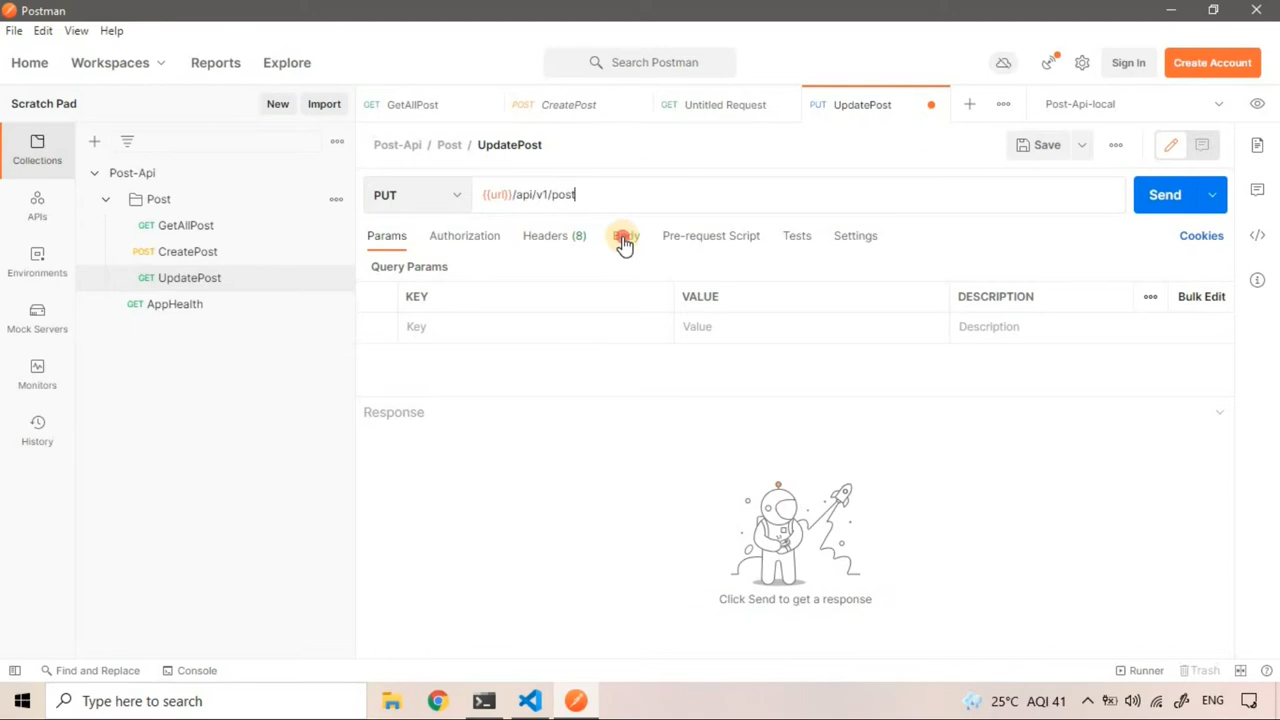 Postman
File Edit View Help
Home Workspaces Reports Explore Search Postman Sign In Create Account
Scratch Pad New Import GET GetAllPost POST CreatePost GET Untitled Request PUT UpdatePost Post-Api-local
Post-Api / Post / UpdatePost Save
Collections
APIs
Environments
Mock Servers
Monitors
History
Post-Api
Post
GET GetAllPost
POST CreatePost
GET UpdatePost
GET AppHealth
PUT {{url}}/api/v1/post Send
Params Authorization Headers (8) Body Pre-request Script Tests Settings Cookies
Query Params
KEY VALUE DESCRIPTION Bulk Edit
Key Value Description
Response
Click Send to get a response
Find and Replace Console Runner Trash
Type here to search 25°C AQI 41 ENG